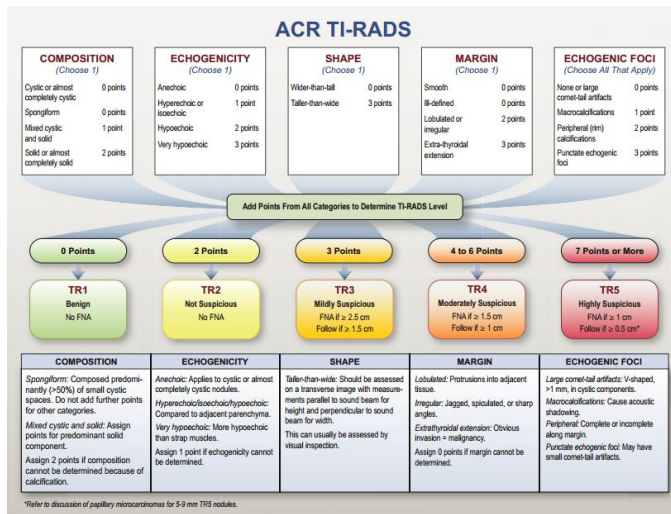 ACR TI-RADS
COMPOSITION
(Choose 1)
Cystic or almost 0 points
completely cystic
Spongiform 0 points
Mixed cystic 1 point
and solid
Solid or almost 2 points
completely solid
ECHOGENICITY
(Choose 1)
Anechoic 0 points
Hyperechoic or 1 point
isoechoic
Hypoechoic 2 points
Very hypoechoic 3 points
SHAPE
(Choose 1)
Wider-than-tall 0 points
Taller-than-wide 3 points
MARGIN
(Choose 1)
Smooth 0 points
Ill-defined 0 points
Lobulated or 2 points
irregular
Extra-thyroidal 3 points
extension
ECHOGENIC FOCI
(Choose All That Apply)
None or large 0 points
comet-tail artifacts
Macrocalcifications 1 point
Peripheral (rim) 2 points
calcifications
Punctate echogenic 3 points
foci
Add Points From All Categories to Determine TI-RADS Level
0 Points
2 Points
3 Points
4 to 6 Points
7 Points or More
TR1
Benign
No FNA
TR2
Not Suspicious
No FNA
TR3
Mildly Suspicious
FNA if ≥ 2.5 cm
Follow if ≥ 1.5 cm
TR4
Moderately Suspicious
FNA if ≥ 1.5 cm
Follow if ≥ 1 cm
TR5
Highly Suspicious
FNA if ≥ 1 cm
Follow if ≥ 0.5 cm*
COMPOSITION
Spongiform: Composed predomi-
nantly (>50%) of small cystic
spaces. Do not add further
points for other categories.
Mixed cystic and solid: Assign
points for predominant solid
component.
Assign 2 points if composition
cannot be determined because of
calcification.
ECHOGENICITY
Anechoic: Applies to cystic or almost
completely cystic nodules.
Hyperechoic/isoechoic/hypoechoic:
Compared to adjacent parenchyma.
Very hypoechoic: More hypoechoic
than strap muscles.
Assign 1 point if echogenicity cannot
be determined.
SHAPE
Taller-than-wide: Should be assessed
on a transverse image with measure-
ments parallel to sound beam for
height and perpendicular to sound
beam for width.
This can usually be assessed by
visual inspection.
MARGIN
Lobulated: Protrusions into adjacent
tissue.
Irregular: Jagged, spiculated, or sharp
angles.
Extrathyroidal extension: Obvious
invasion = malignancy.
Assign 0 points if margin cannot be
determined.
ECHOGENIC FOCI
Large comet-tail artifacts: V-shaped,
>1 mm, in cystic components.
Macrocalcifications: Cause acoustic
shadowing.
Peripheral: Complete or incomplete
along margin.
Punctate echogenic foci: May have
small comet-tail artifacts.
*Refer to discussion of papillary microcarcinomas for 5-9 mm TR5 nodules.